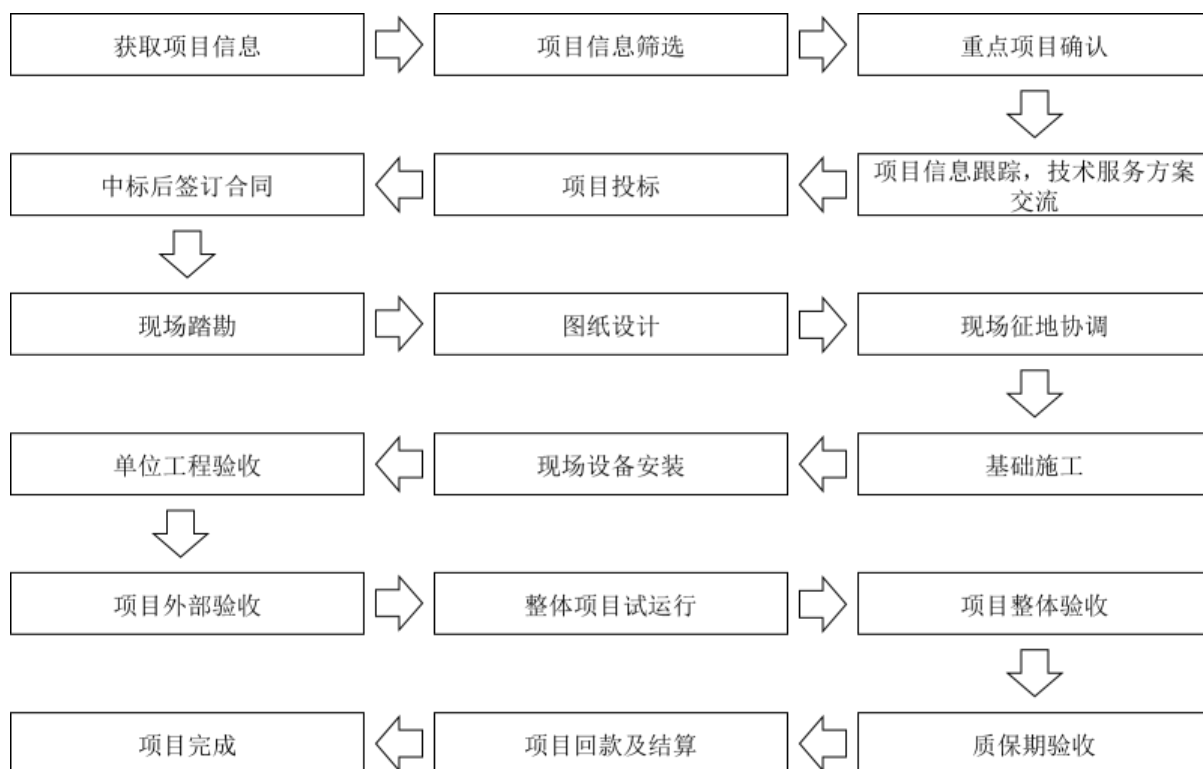 获取项目信息
项目信息筛选
重点项目确认
项目信息跟踪，技术服务方案
交流
项目投标
中标后签订合同
现场踏勘
图纸设计
现场征地协调
基础施工
现场设备安装
单位工程验收
项目外部验收
整体项目试运行
项目整体验收
质保期验收
项目回款及结算
项目完成